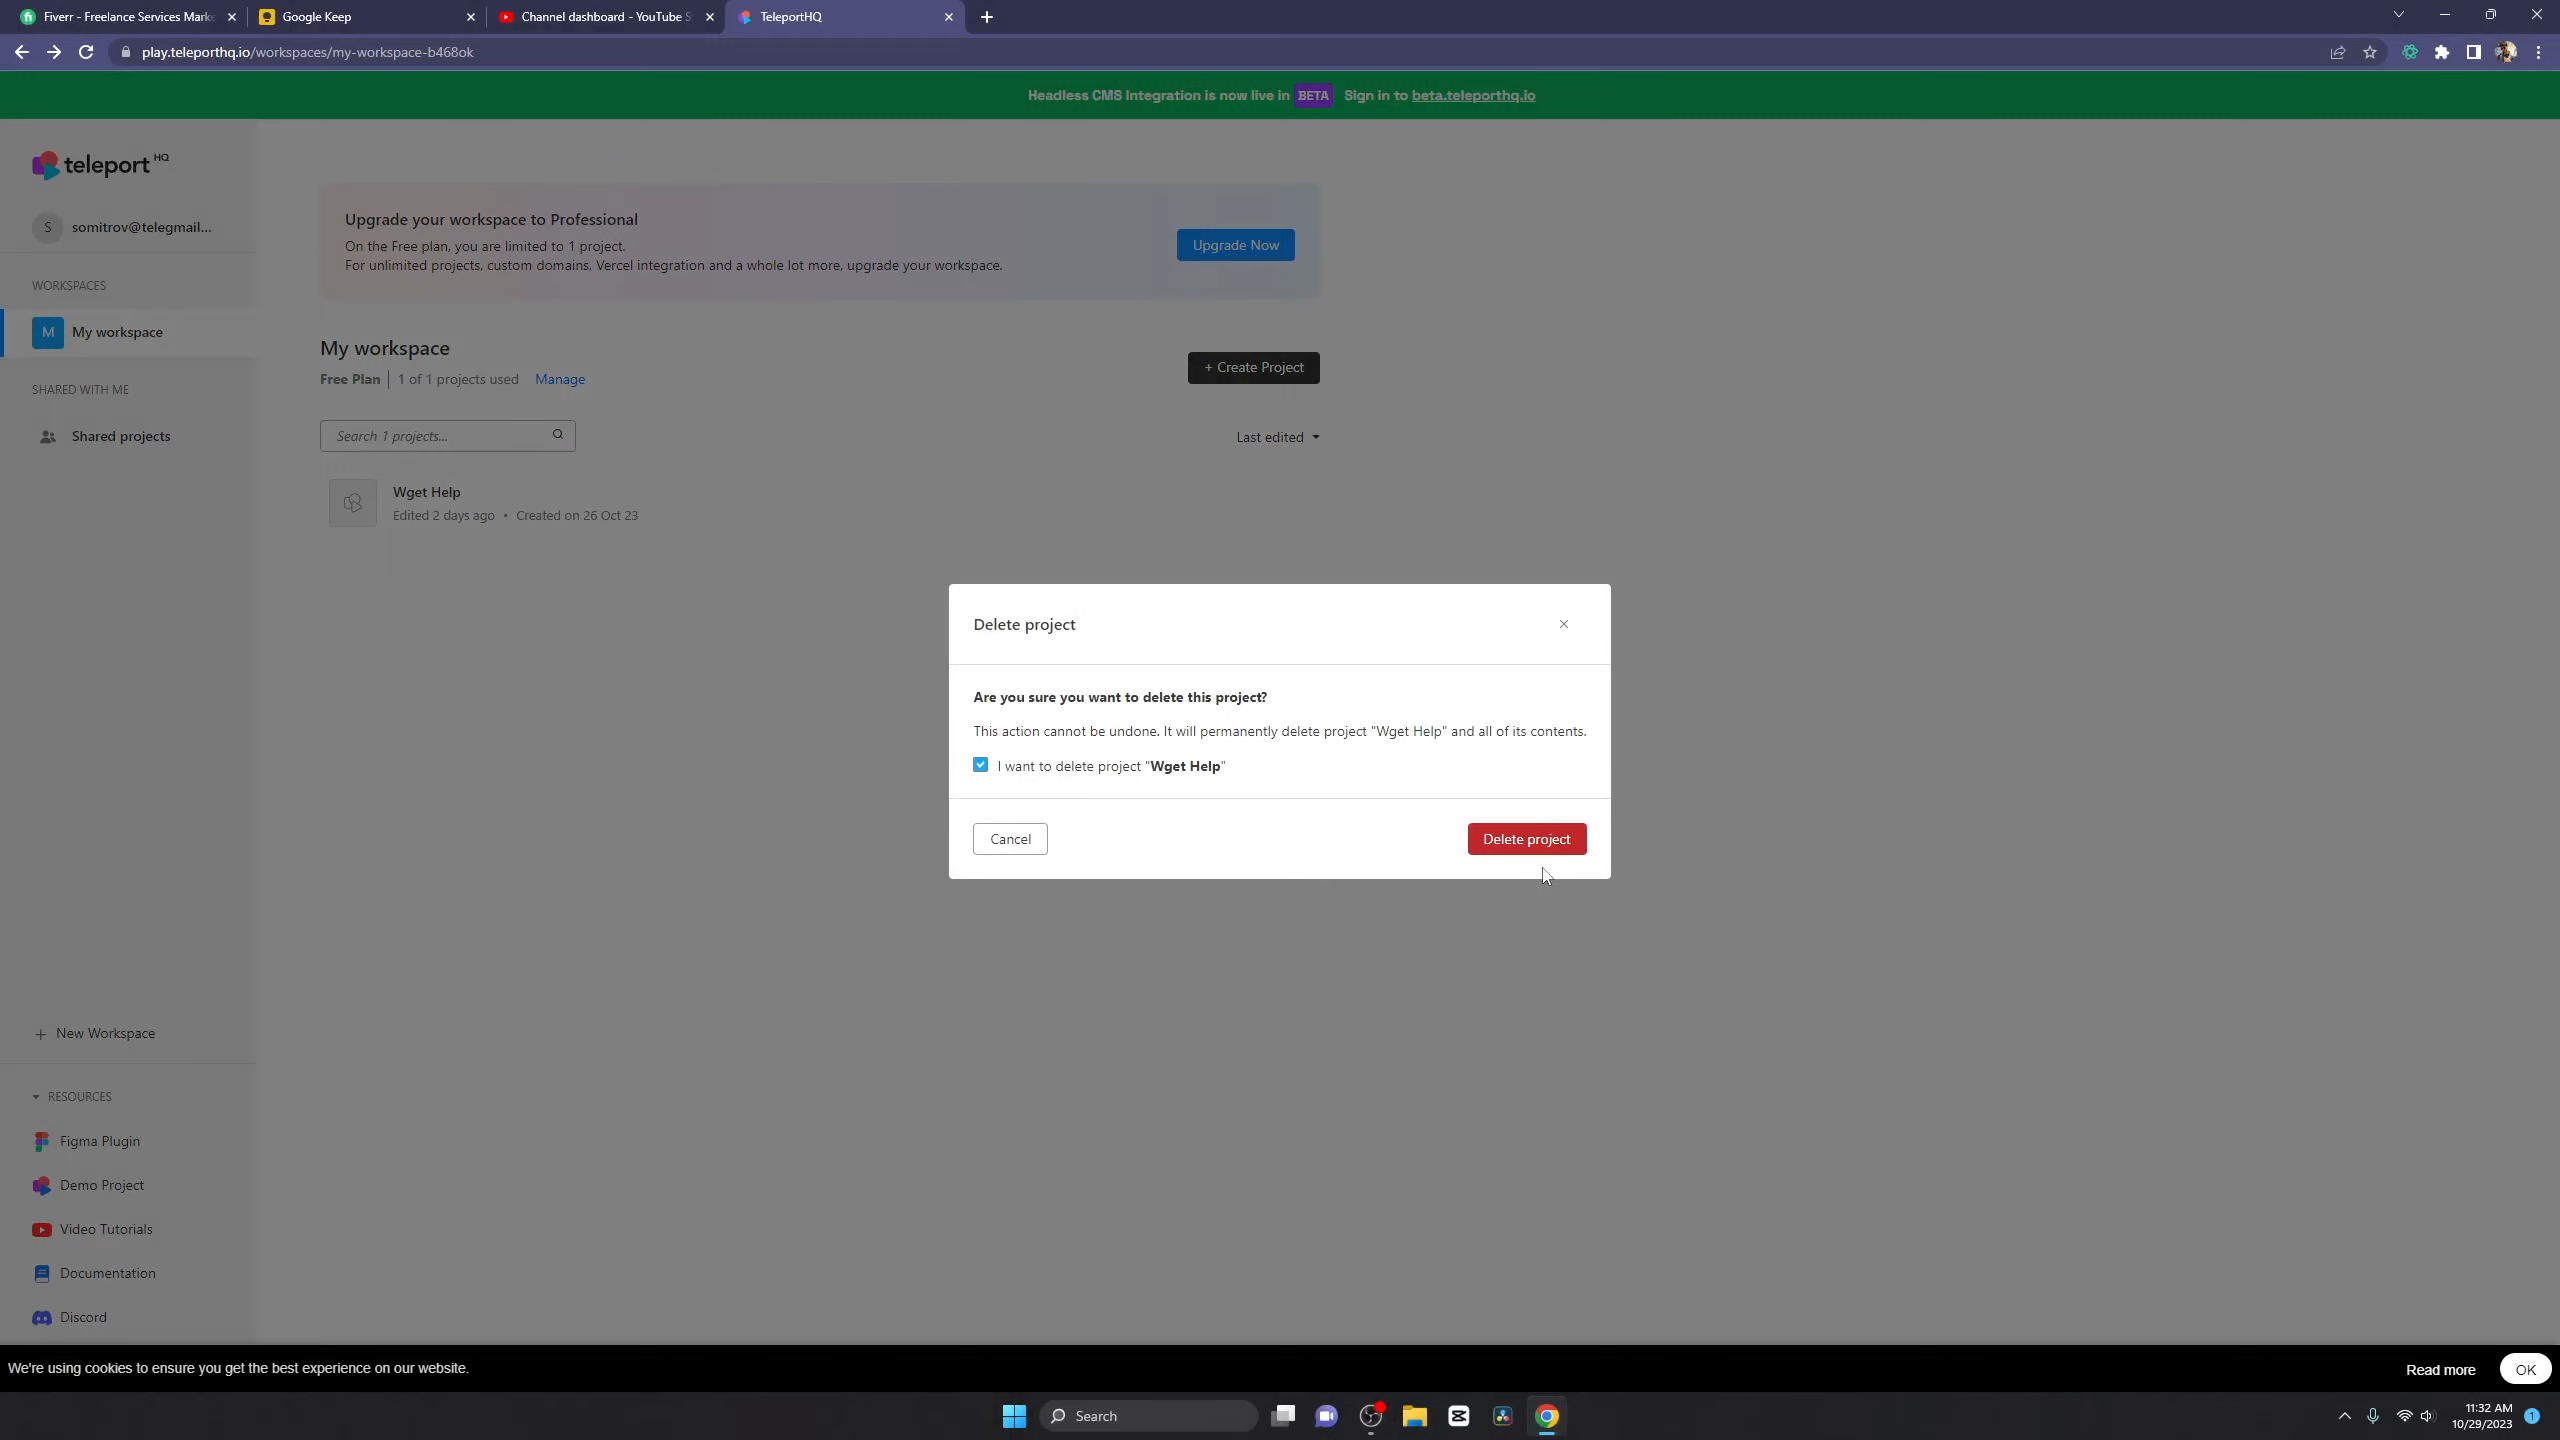 Fiverr - Freelance Services Mark
Google Keep
Channel dashboard - YouTube S
TeleportHQ
play.teleporthq.io/workspaces/my-workspace-b468ok
Headless CMS Integration is now live in BETA Sign in to beta.teleporthq.io
teleport HQ
S somitrov@telegmail...
WORKSPACES
M My workspace
SHARED WITH ME
Shared projects
Upgrade your workspace to Professional
On the Free plan, you are limited to 1 project.
For unlimited projects, custom domains, Vercel integration and a whole lot more, upgrade your workspace.
Upgrade Now
My workspace
Free Plan | 1 of 1 projects used Manage
+ Create Project
Search 1 projects...
Last edited
Wget Help
Edited 2 days ago • Created on 26 Oct 23
Delete project
Are you sure you want to delete this project?
This action cannot be undone. It will permanently delete project "Wget Help" and all of its contents.
I want to delete project "Wget Help"
Cancel
Delete project
+ New Workspace
RESOURCES
Figma Plugin
Demo Project
Video Tutorials
Documentation
Discord
We're using cookies to ensure you get the best experience on our website.
Read more
OK
Search
11:32 AM
10/29/2023
1